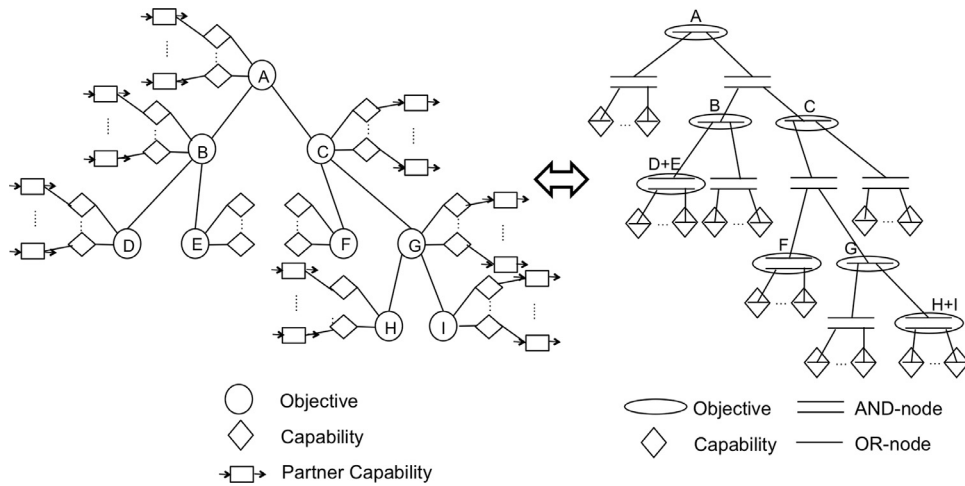 A
B
C
D
E
F
G
H
I
A
B
C
D+E
F
G
H+I
Objective
Capability
Partner Capability
Objective
AND-node
Capability
OR-node